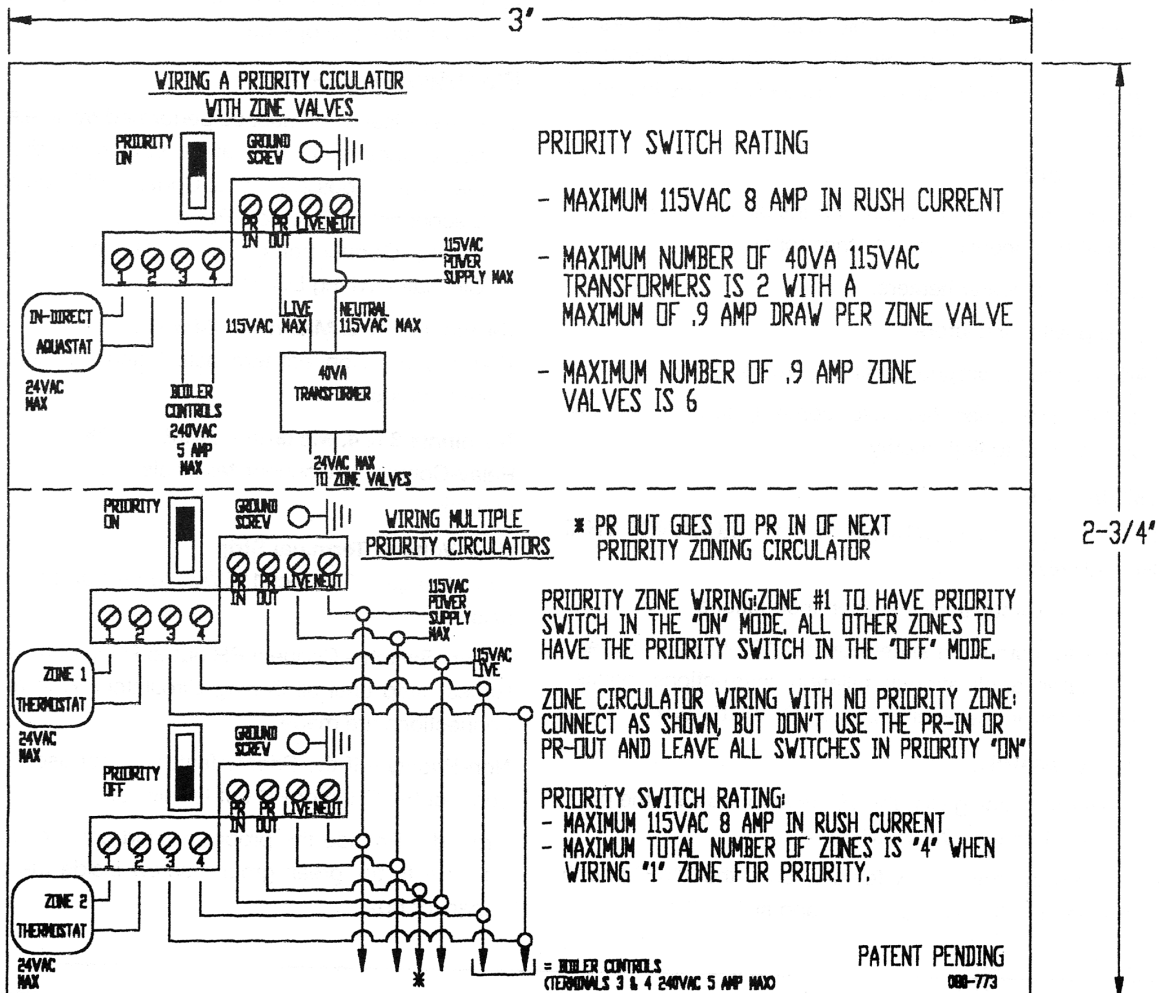 3"
WIRING A PRIORITY CICULATOR
WITH ZONE VALVES
PRIORITY
ON
GROUND
SCREW
PR
IN
PR
OUT
LIVE
NEUT
1 2 3 4
115VAC
POWER
SUPPLY MAX
IN-DIRECT
AQUASTAT
24VAC
MAX
LIVE
115VAC MAX
NEUTRAL
115VAC MAX
40VA
TRANSFORMER
BOILER
CONTROLS
240VAC
5 AMP
MAX
24VAC MAX
TO ZONE VALVES
PRIORITY SWITCH RATING
- MAXIMUM 115VAC 8 AMP IN RUSH CURRENT
- MAXIMUM NUMBER OF 40VA 115VAC
TRANSFORMERS IS 2 WITH A
MAXIMUM OF .9 AMP DRAW PER ZONE VALVE
- MAXIMUM NUMBER OF .9 AMP ZONE
VALVES IS 6
2-3/4"
PRIORITY
ON
GROUND
SCREW
WIRING MULTIPLE
PRIORITY CIRCULATORS
PR
IN
PR
OUT
LIVE
NEUT
1 2 3 4
115VAC
POWER
SUPPLY
MAX
115VAC
LIVE
ZONE 1
THERMOSTAT
24VAC
MAX
PRIORITY
OFF
GROUND
SCREW
PR
IN
PR
OUT
LIVE
NEUT
1 2 3 4
ZONE 2
THERMOSTAT
24VAC
MAX
*
= BOILER CONTROLS
(TERMINALS 3 & 4 240VAC 5 AMP MAX)
* PR OUT GOES TO PR IN OF NEXT
PRIORITY ZONING CIRCULATOR
PRIORITY ZONE WIRING:ZONE #1 TO HAVE PRIORITY
SWITCH IN THE "ON" MODE. ALL OTHER ZONES TO
HAVE THE PRIORITY SWITCH IN THE "OFF" MODE.
ZONE CIRCULATOR WIRING WITH NO PRIORITY ZONE:
CONNECT AS SHOWN, BUT DON'T USE THE PR-IN OR
PR-OUT AND LEAVE ALL SWITCHES IN PRIORITY "ON"
PRIORITY SWITCH RATING:
- MAXIMUM 115VAC 8 AMP IN RUSH CURRENT
- MAXIMUM TOTAL NUMBER OF ZONES IS "4" WHEN
WIRING "1" ZONE FOR PRIORITY.
PATENT PENDING
080-773